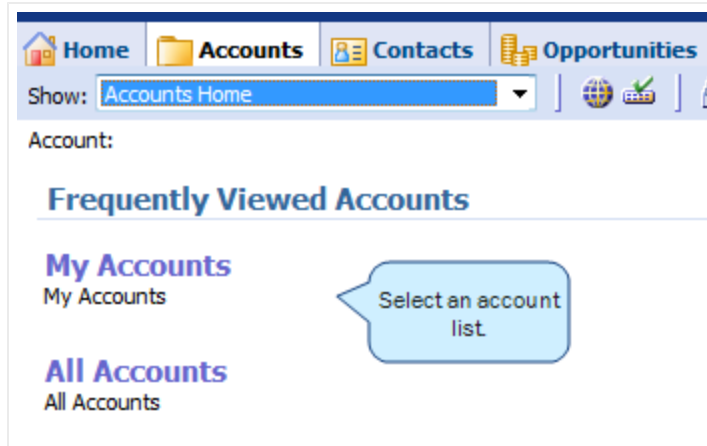 Home Accounts Contacts Opportunities
Show: Accounts Home
Account:
Frequently Viewed Accounts
My Accounts
My Accounts
Select an account
list.
All Accounts
All Accounts